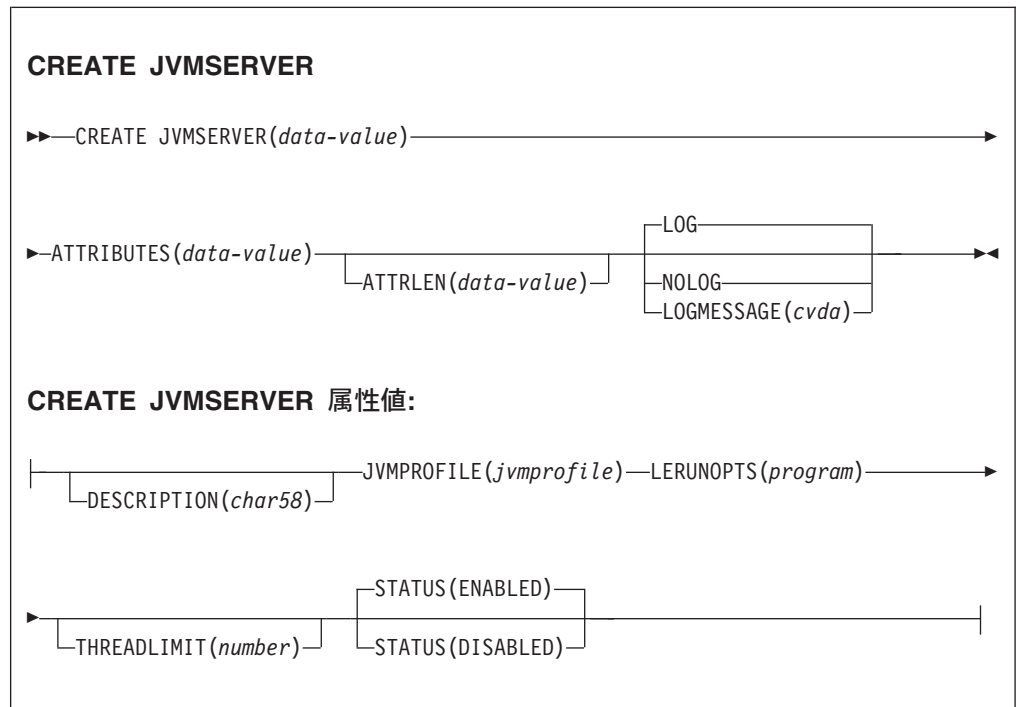 CREATE JVMSERVER
CREATE JVMSERVER(data-value)
LOG
ATTRIBUTES(data-value)
ATTRLEN(data-value)
NOLOG
LOGMESSAGE(cvda)
CREATE JVMSERVER 属性値:
JVMPROFILE(jvmprofile) LERUNOPTS(program)
DESCRIPTION(char58)
STATUS(ENABLED)
THREADLIMIT(number)
STATUS(DISABLED)